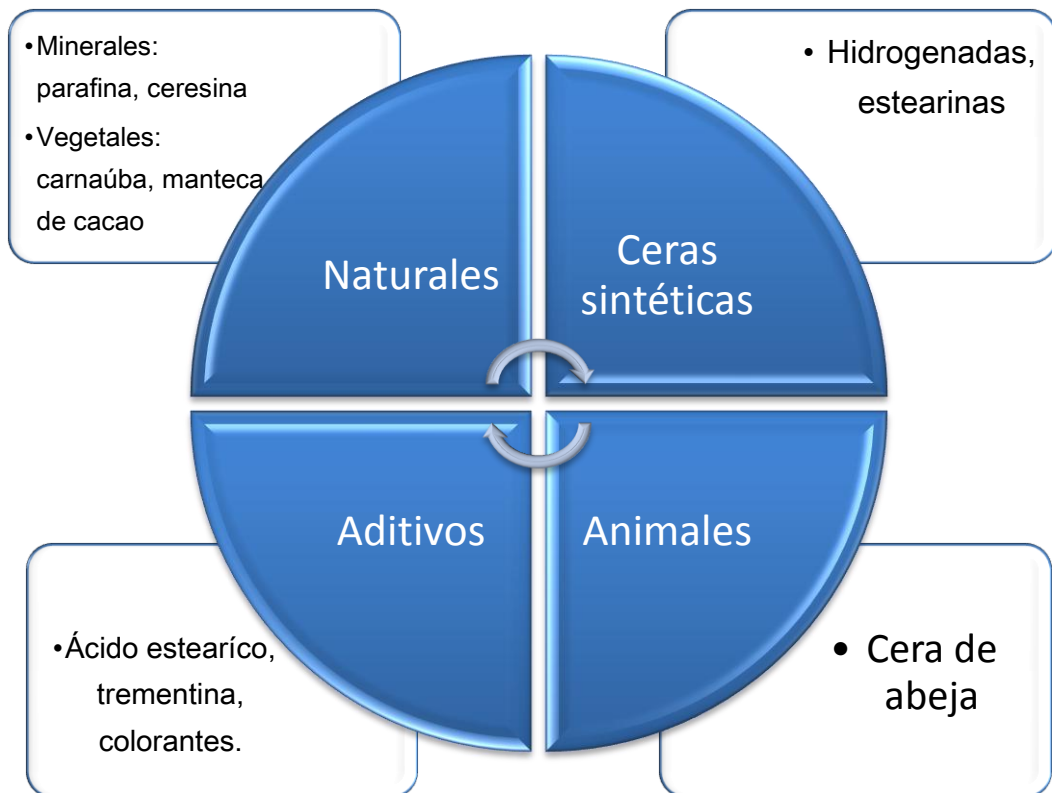 •Minerales:
parafina, ceresina
•Vegetales:
carnaúba, manteca
de cacao
• Hidrogenadas,
estearinas
Naturales
Ceras
sintéticas
Aditivos
Animales
•Ácido estearíco,
trementina,
colorantes.
• Cera de
abeja